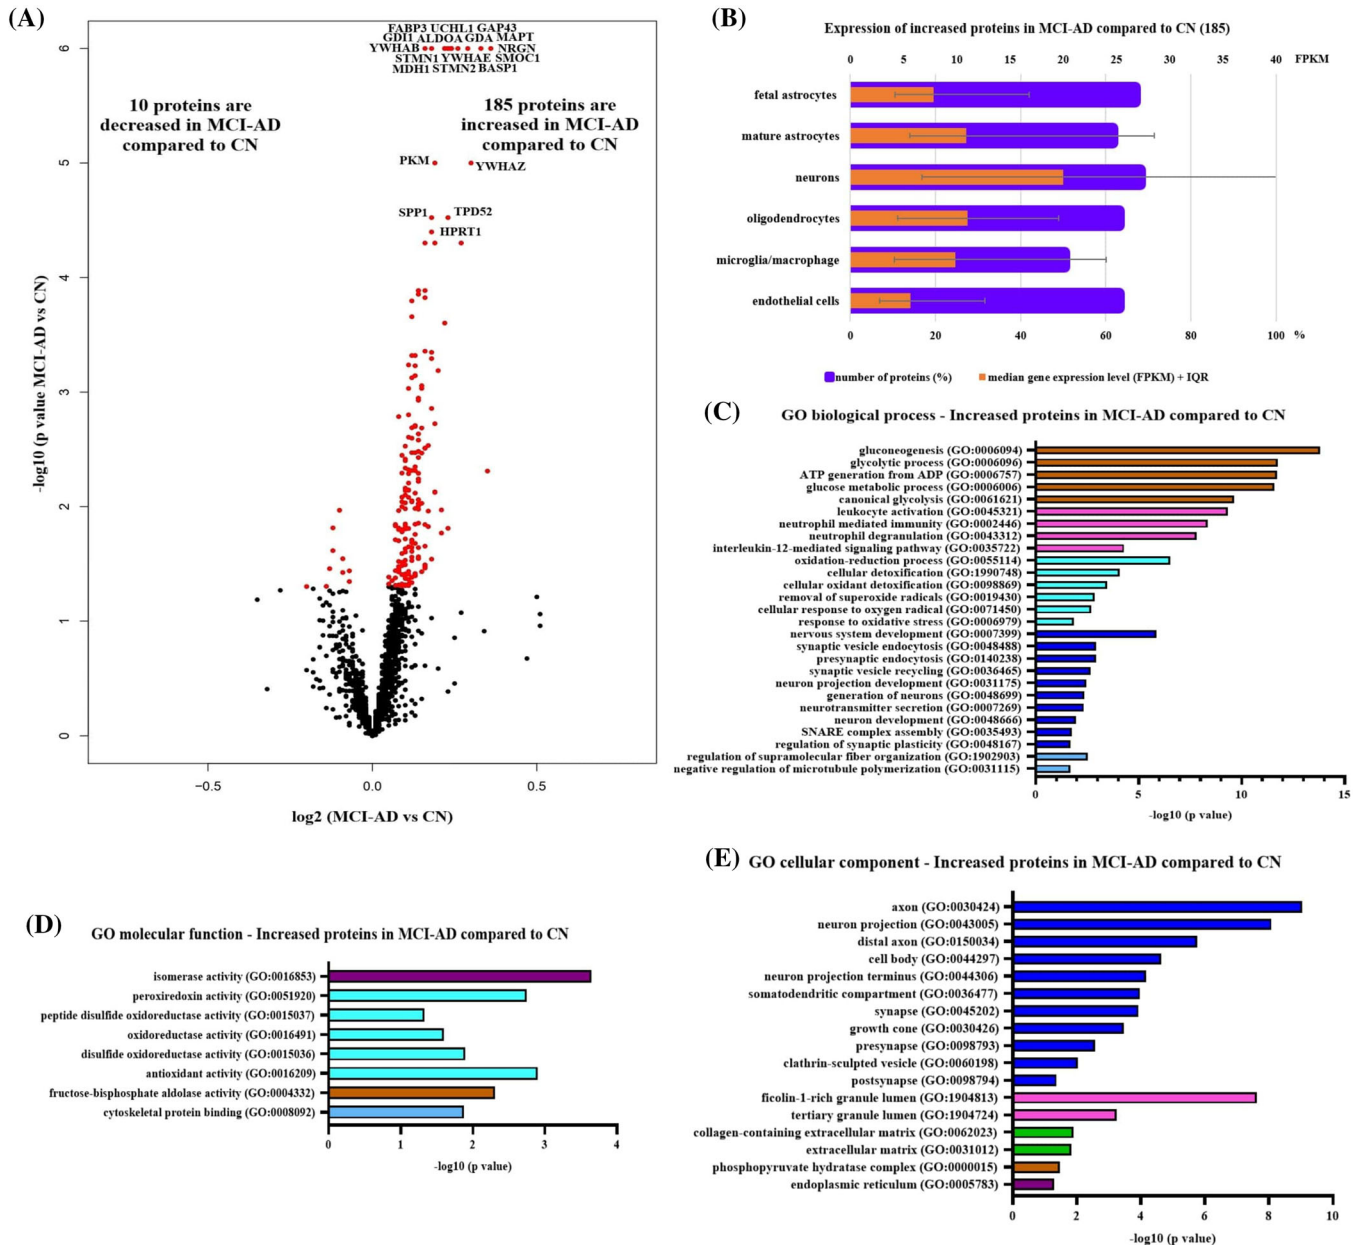 (A)
FABP3 UCHL1 GAP43
GDI1 ALDOA GDA MAPT
YWHAB NRGN
STMN1 YWHAE SMOC1
MDH1 STMN2 BASP1
10 proteins are
decreased in MCI-AD
compared to CN
185 proteins are
increased in MCI-AD
compared to CN
PKM
YWHAZ
SPP1
TPD52
HPRT1
6
5
4
3
2
1
0
-log10 (p value MCI-AD vs CN)
−0.5 0.0 0.5
log2 (MCI-AD vs CN)
(B)
Expression of increased proteins in MCI-AD compared to CN (185)
0 5 10 15 20 25 30 35 40 FPKM
fetal astrocytes
mature astrocytes
neurons
oligodendrocytes
microglia/macrophage
endothelial cells
0 20 40 60 80 100 %
number of proteins (%) median gene expression level (FPKM) + IQR
(C)
GO biological process - Increased proteins in MCI-AD compared to CN
gluconeogenesis (GO:0006094)
glycolytic process (GO:0006096)
ATP generation from ADP (GO:0006757)
glucose metabolic process (GO:0006006)
canonical glycolysis (GO:0061621)
leukocyte activation (GO:0045321)
neutrophil mediated immunity (GO:0002446)
neutrophil degranulation (GO:0043312)
interleukin-12-mediated signaling pathway (GO:0035722)
oxidation-reduction process (GO:0055114)
cellular detoxification (GO:1990748)
cellular oxidant detoxification (GO:0098869)
removal of superoxide radicals (GO:0019430)
cellular response to oxygen radical (GO:0071450)
response to oxidative stress (GO:0006979)
nervous system development (GO:0007399)
synaptic vesicle endocytosis (GO:0048488)
presynaptic endocytosis (GO:0140238)
synaptic vesicle recycling (GO:0036465)
neuron projection development (GO:0031175)
generation of neurons (GO:0048699)
neurotransmitter secretion (GO:0007269)
neuron development (GO:0048666)
SNARE complex assembly (GO:0035493)
regulation of synaptic plasticity (GO:0048167)
regulation of supramolecular fiber organization (GO:1902903)
negative regulation of microtubule polymerization (GO:0031115)
0 5 10 15
-log10 (p value)
(D)
GO molecular function - Increased proteins in MCI-AD compared to CN
isomerase activity (GO:0016853)
peroxiredoxin activity (GO:0051920)
peptide disulfide oxidoreductase activity (GO:0015037)
oxidoreductase activity (GO:0016491)
disulfide oxidoreductase activity (GO:0015036)
antioxidant activity (GO:0016209)
fructose-bisphosphate aldolase activity (GO:0004332)
cytoskeletal protein binding (GO:0008092)
0 1 2 3 4
-log10 (p value)
(E)
GO cellular component - Increased proteins in MCI-AD compared to CN
axon (GO:0030424)
neuron projection (GO:0043005)
distal axon (GO:0150034)
cell body (GO:0044297)
neuron projection terminus (GO:0044306)
somatodendritic compartment (GO:0036477)
synapse (GO:0045202)
growth cone (GO:0030426)
presynapse (GO:0098793)
clathrin-sculpted vesicle (GO:0060198)
postsynapse (GO:0098794)
ficolin-1-rich granule lumen (GO:1904813)
tertiary granule lumen (GO:1904724)
collagen-containing extracellular matrix (GO:0062023)
extracellular matrix (GO:0031012)
phosphopyruvate hydratase complex (GO:0000015)
endoplasmic reticulum (GO:0005783)
0 2 4 6 8 10
-log10 (p value)